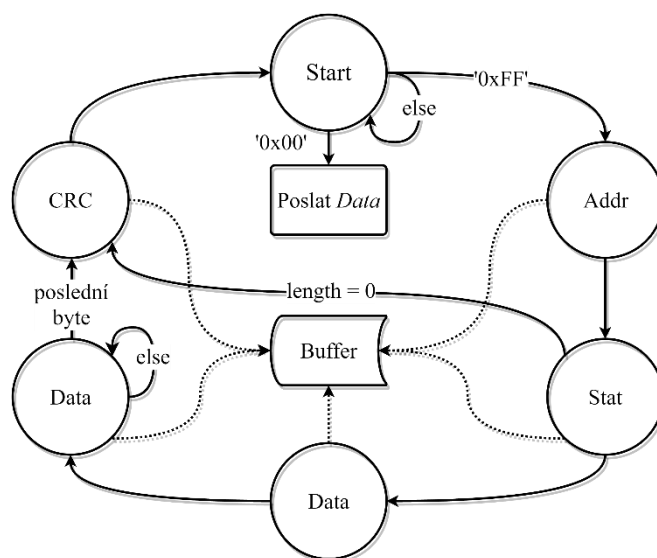 Start
'0xFF'
else
'0x00'
Poslat Data
CRC
Addr
length = 0
poslední
byte
else
Buffer
Data
Stat
Data